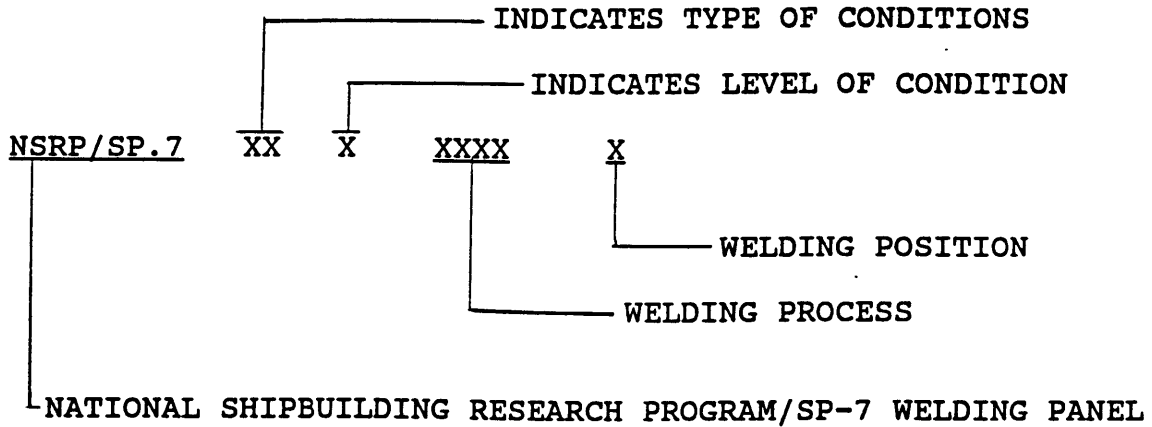 INDICATES TYPE OF CONDITIONS
INDICATES LEVEL OF CONDITION
NSRP/SP.7 XX X XXXX X
WELDING POSITION
WELDING PROCESS
NATIONAL SHIPBUILDING RESEARCH PROGRAM/SP-7 WELDING PANEL